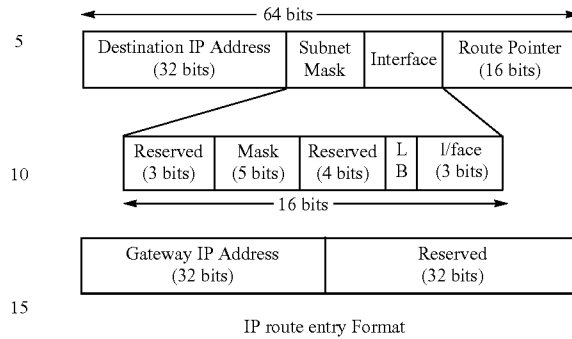 64 bits
5
Destination IP Address
(32 bits)
Subnet
Mask
Interface
Route Pointer
(16 bits)
Reserved
(3 bits)
Mask
(5 bits)
Reserved
(4 bits)
L
B
l/face
(3 bits)
10
16 bits
Gateway IP Address
(32 bits)
Reserved
(32 bits)
15
IP route entry Format